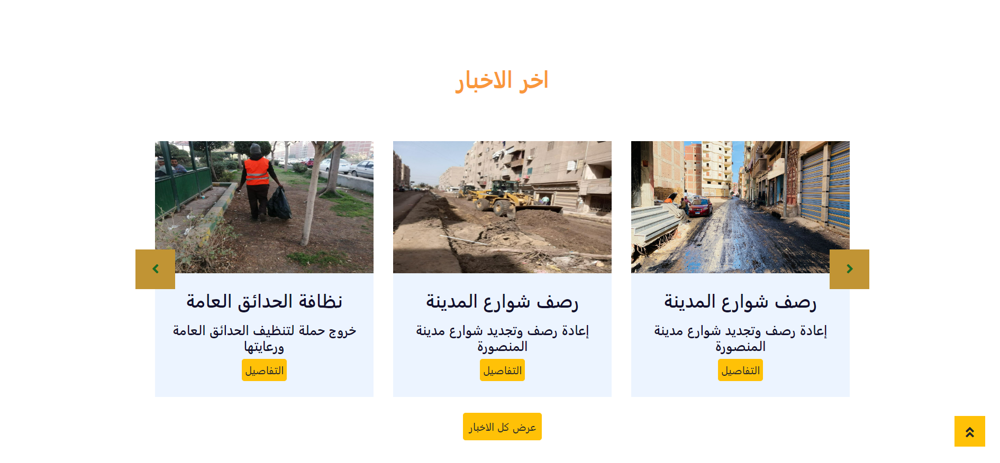 اخر الاخبار
رصف شوارع المدينة
إعادة رصف وتجديد شوارع مدينة
المنصورة
التفاصيل
رصف شوارع المدينة
إعادة رصف وتجديد شوارع مدينة
المنصورة
التفاصيل
نظافة الحدائق العامة
خروج حملة لتنظيف الحدائق العامة
ورعايتها
التفاصيل
عرض كل الاخبار